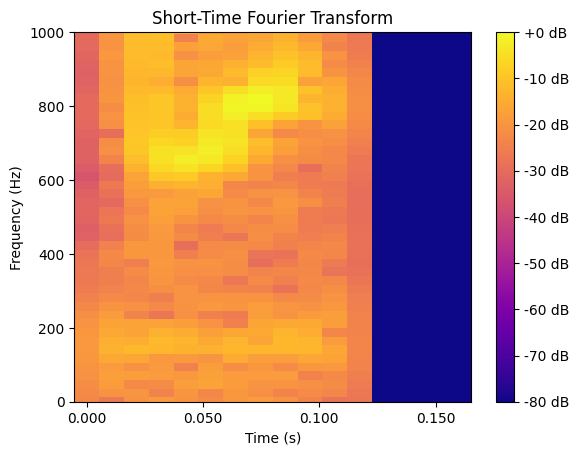 Short-Time Fourier Transform
1000
800
600
400
200
0
Frequency (Hz)
0.000
0.050
0.100
0.150
Time (s)
+0 dB
-10 dB
-20 dB
-30 dB
-40 dB
-50 dB
-60 dB
-70 dB
-80 dB